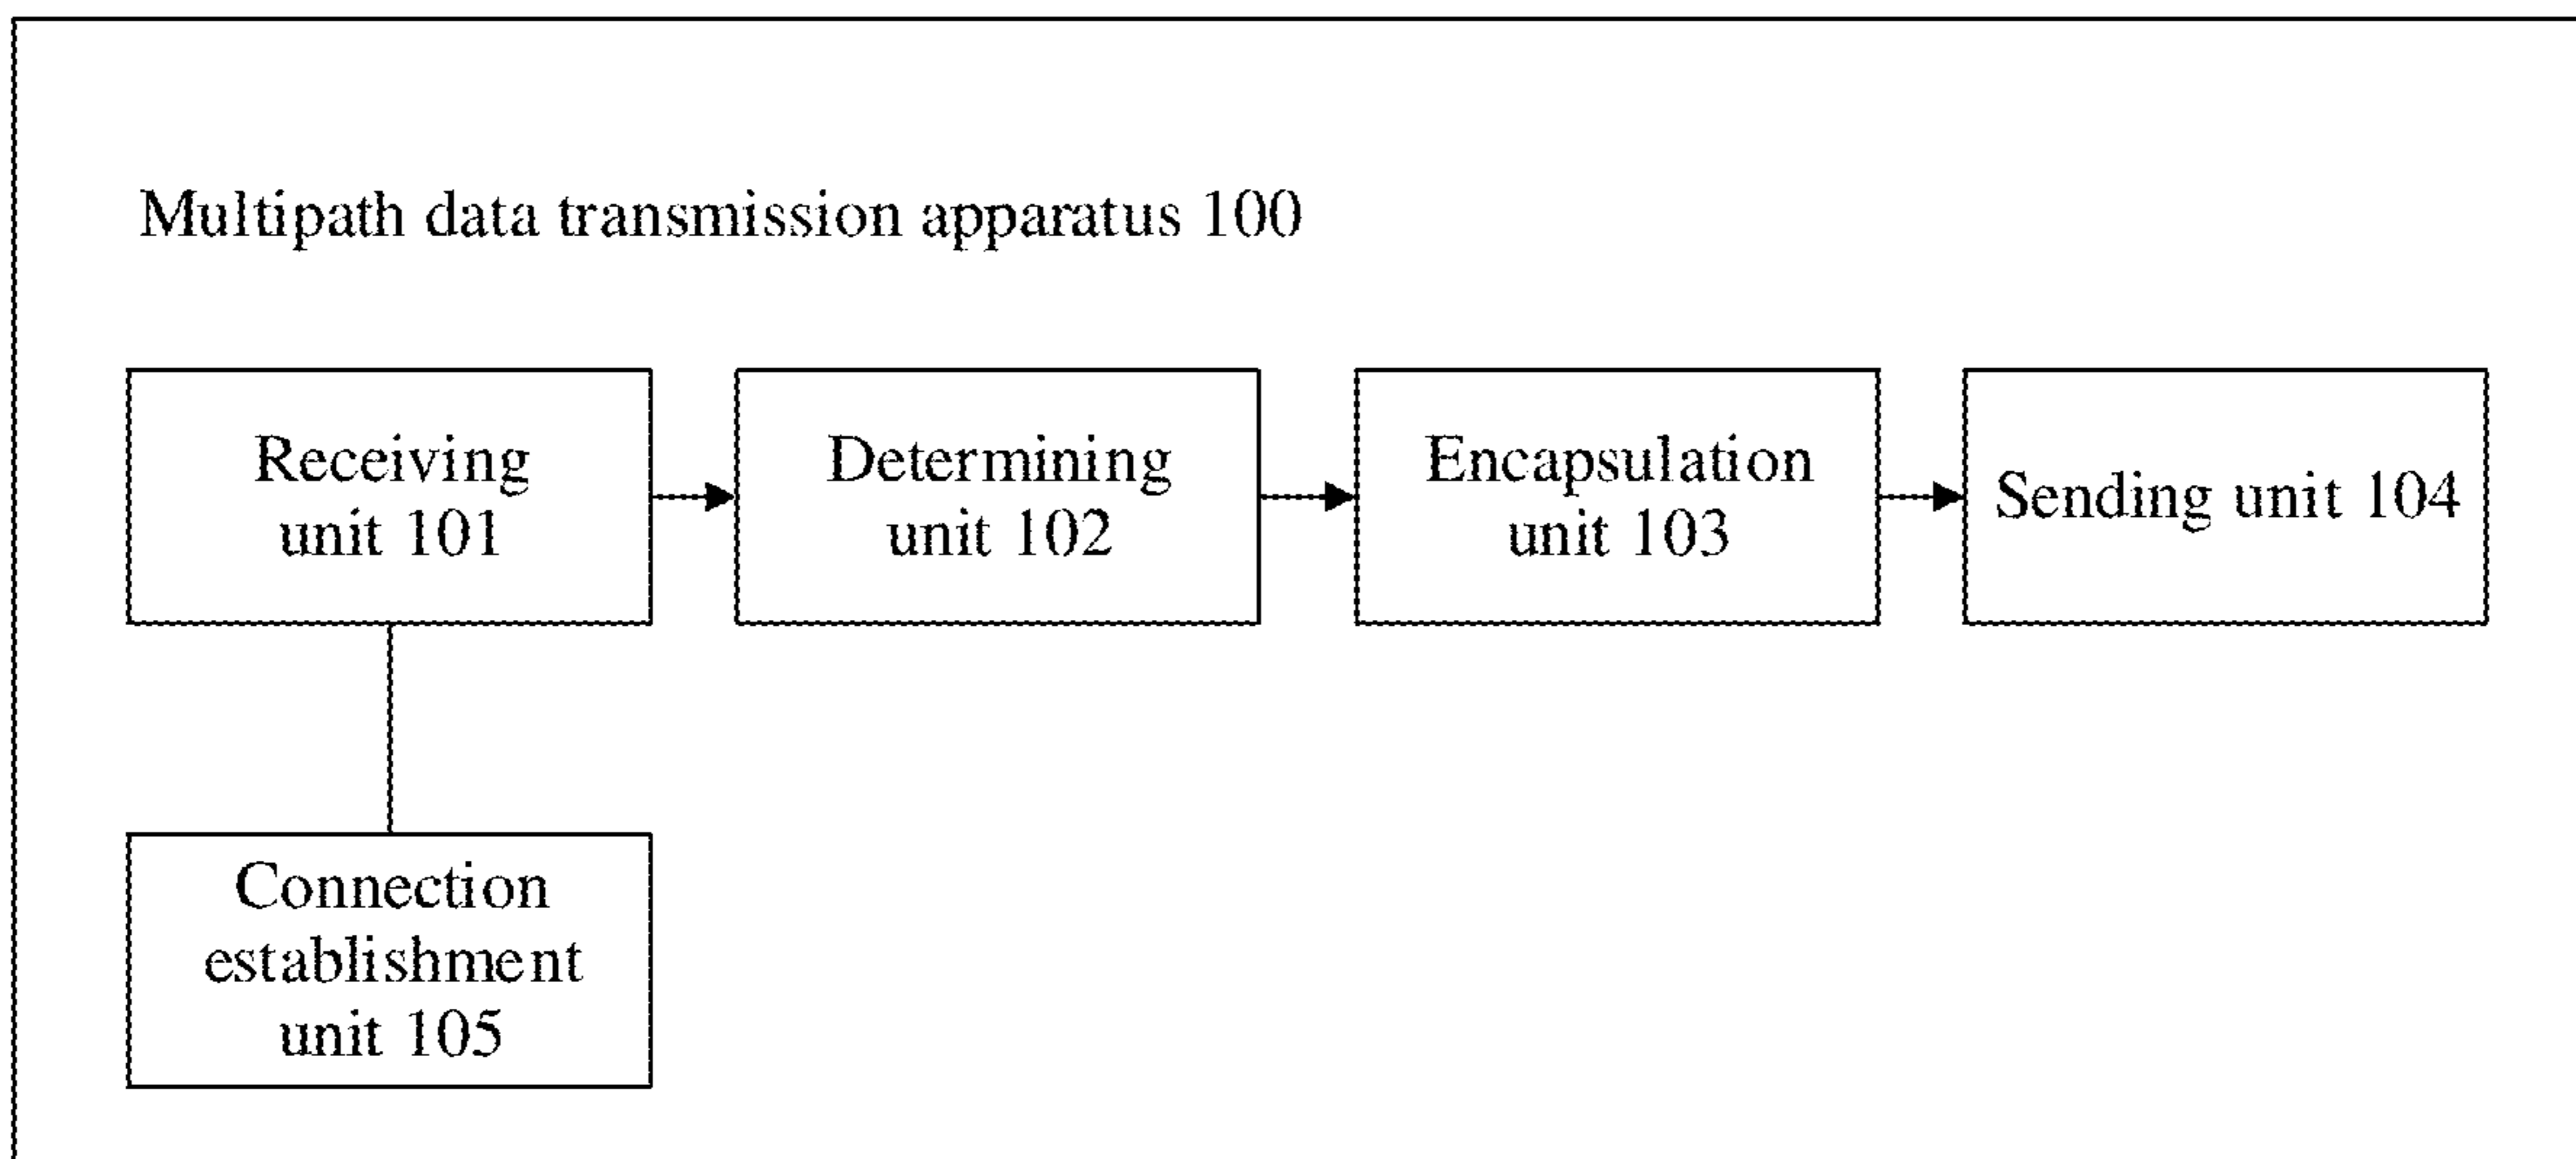 Multipath data transmission apparatus 100
Receiving
unit 101
Determining
unit 102
Encapsulation
unit 103
Sending unit 104
Connection
establishment
unit 105